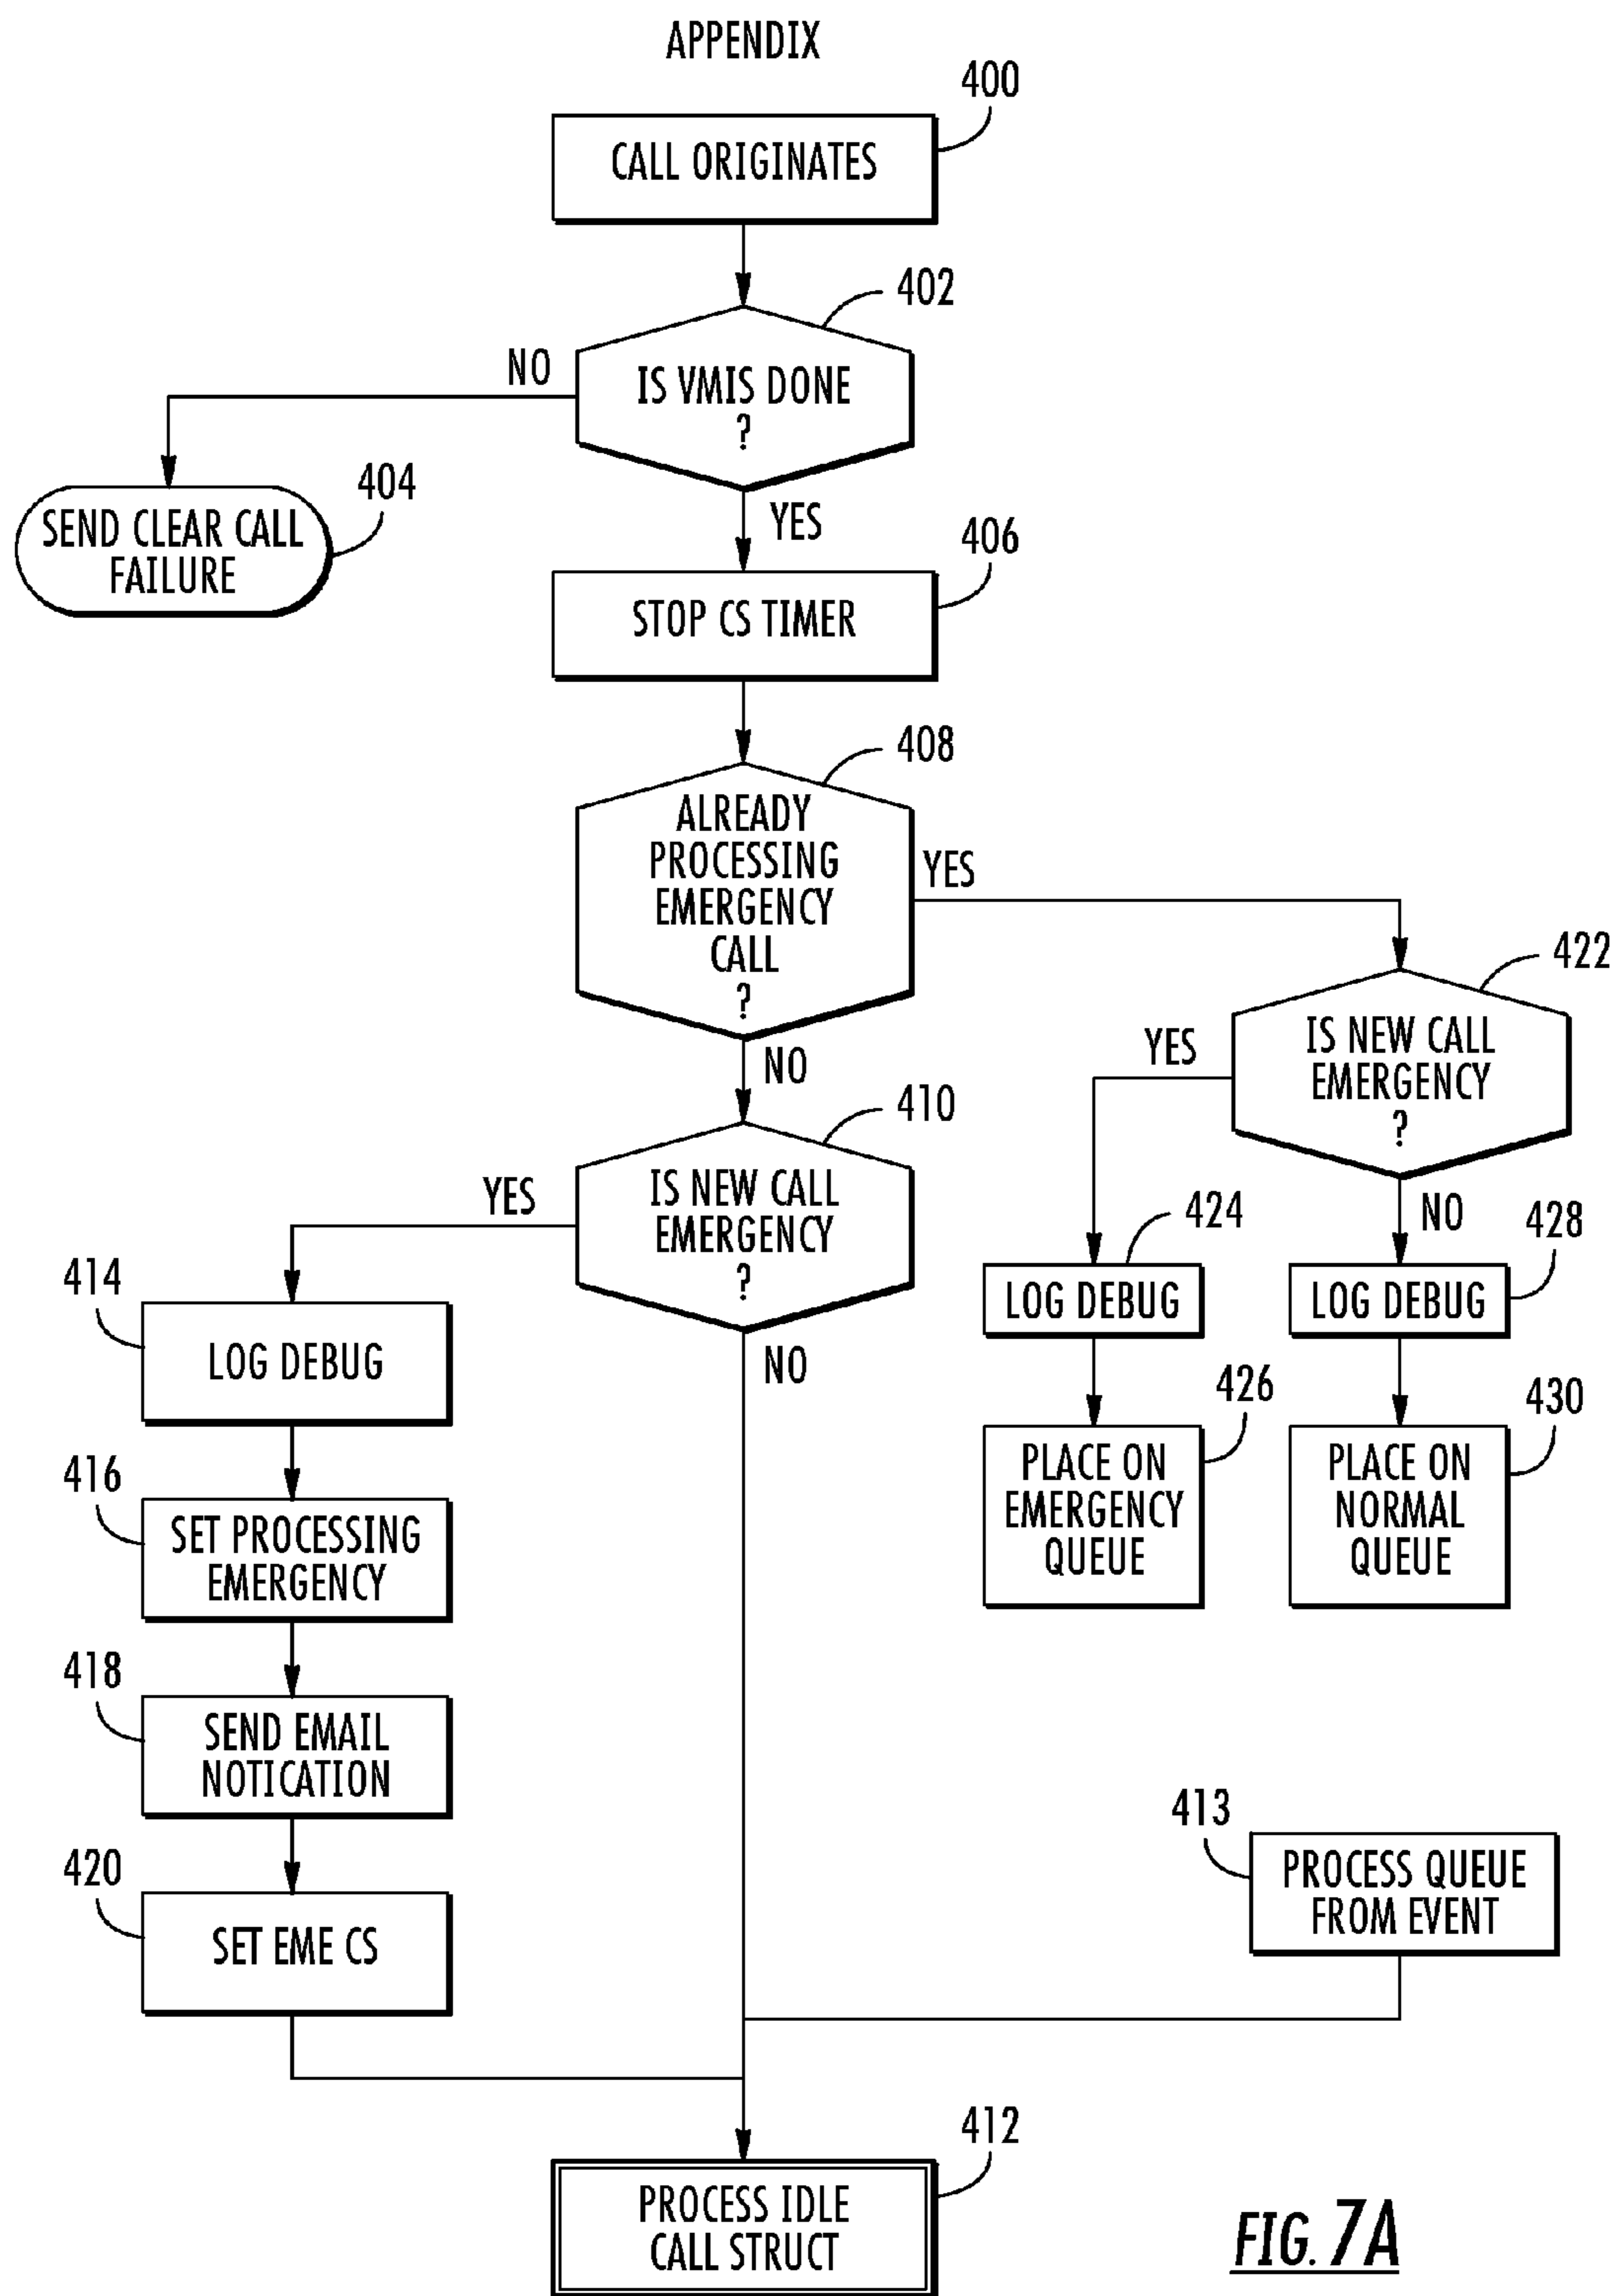 APPENDIX
400
CALL ORIGINATES
402
NO
IS VMIS DONE
?
404
SEND CLEAR CALL
FAILURE
YES
406
STOP CS TIMER
408
ALREADY
PROCESSING
EMERGENCY
CALL
?
YES
422
IS NEW CALL
EMERGENCY
?
YES
NO
410
IS NEW CALL
EMERGENCY
?
YES
NO
424
LOG DEBUG
NO
428
LOG DEBUG
414
LOG DEBUG
426
PLACE ON
EMERGENCY
QUEUE
430
PLACE ON
NORMAL
QUEUE
416
SET PROCESSING
EMERGENCY
418
SEND EMAIL
NOTICATION
413
PROCESS QUEUE
FROM EVENT
420
SET EME CS
412
PROCESS IDLE
CALL STRUCT
FIG. 7A